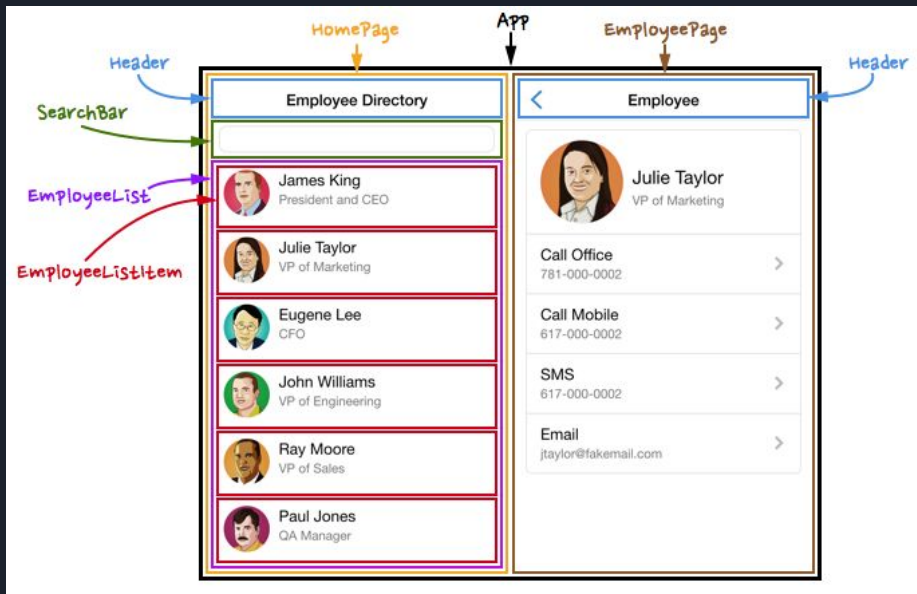 App
HomePage
EmployeePage
Header
Header
SearchBar
EmployeeList
EmployeeListItem
Employee Directory
James King
President and CEO
Julie Taylor
VP of Marketing
Eugene Lee
CFO
John Williams
VP of Engineering
Ray Moore
VP of Sales
Paul Jones
QA Manager
Employee
Julie Taylor
VP of Marketing
Call Office
781-000-0002
Call Mobile
617-000-0002
SMS
617-000-0002
Email
jtaylor@fakemail.com